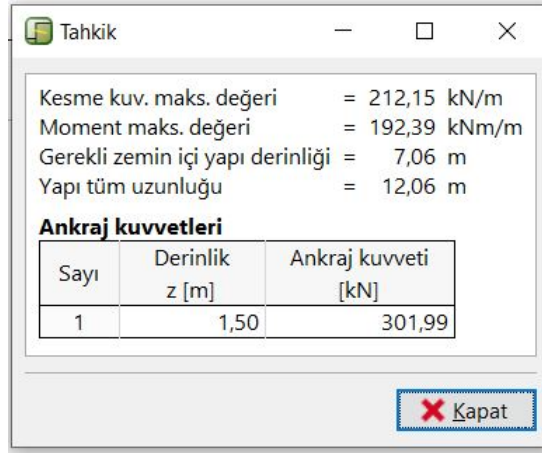 Tahkik
Kesme kuv. maks. değeri = 212,15 kN/m
Moment maks. değeri = 192,39 kNm/m
Gerekli zemin içi yapı derinliği = 7,06 m
Yapı tüm uzunluğu = 12,06 m
Ankraj kuvvetleri
Sayı Derinlik Ankraj kuvveti
z [m] [kN]
1 1,50 301,99
Kapat